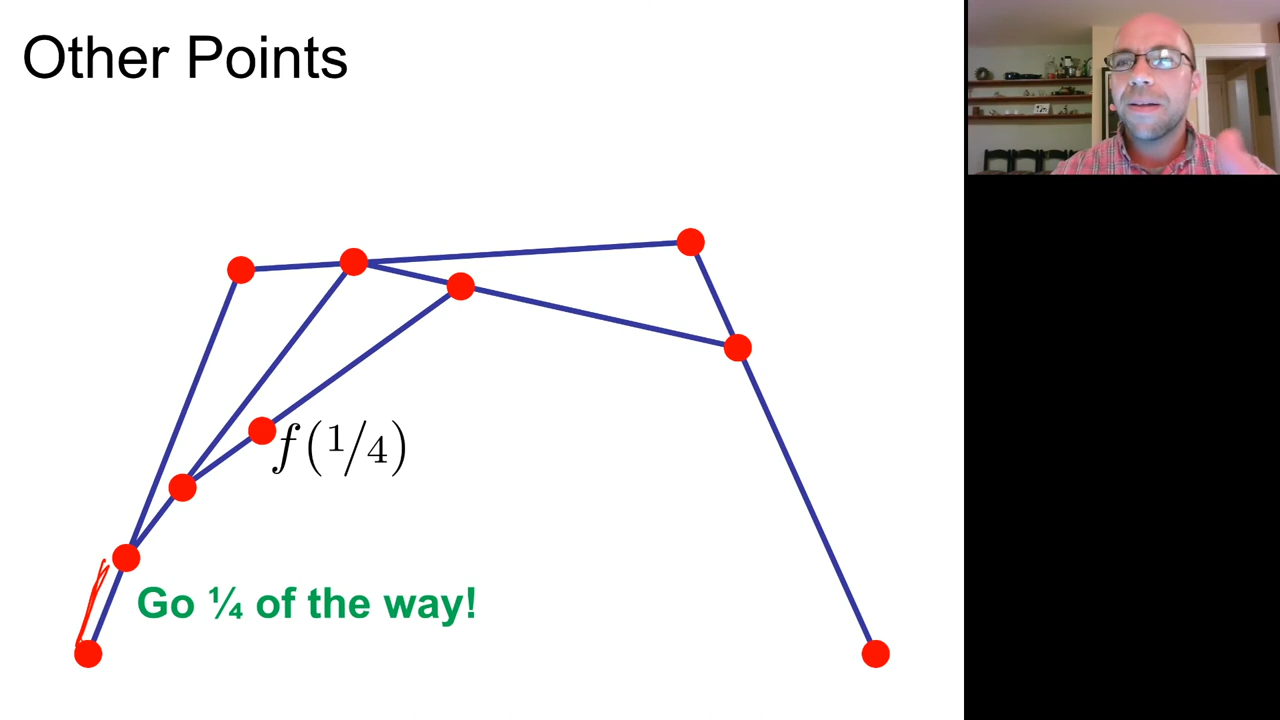 Other Points
f(1/4)
Go ¼ of the way!